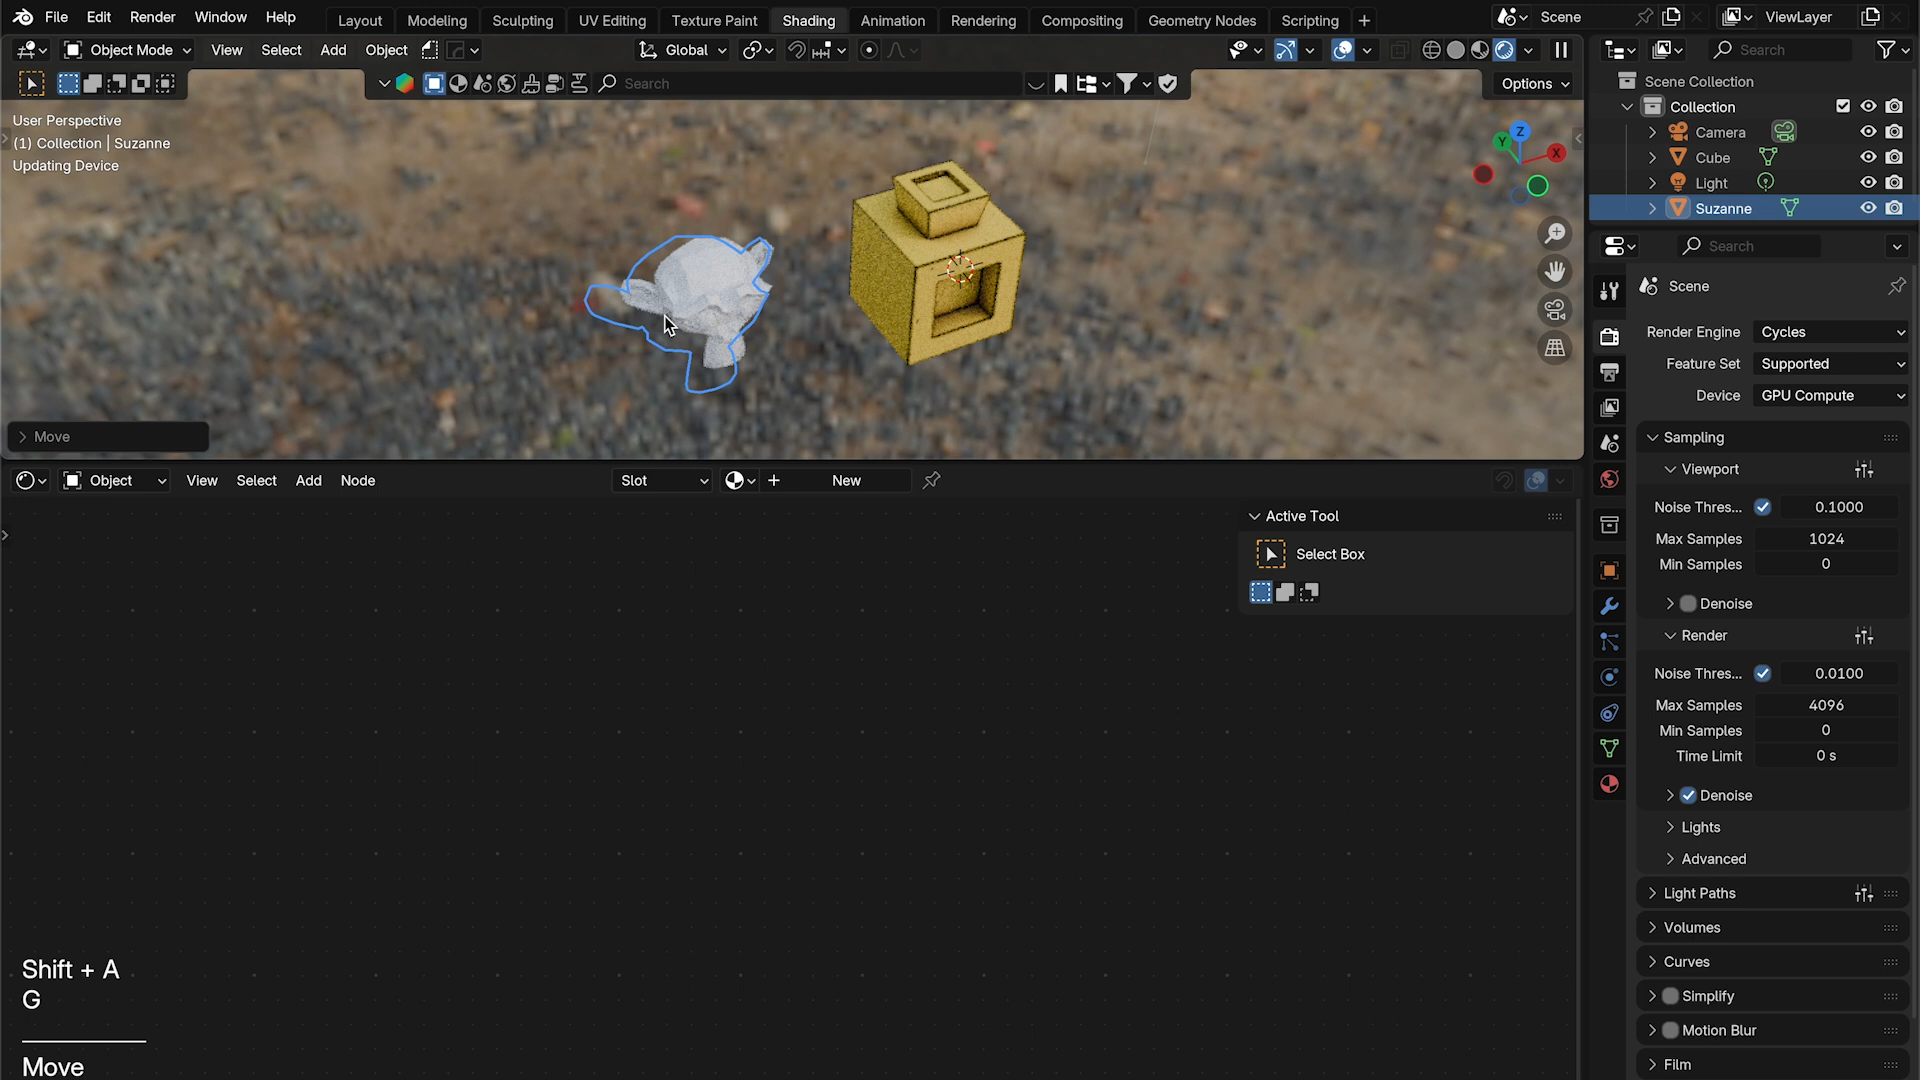 File Edit Render Window Help Layout Modeling Sculpting UV Editing Texture Paint Shading Animation Rendering Compositing Geometry Nodes Scripting Scene ViewLayer
Object Mode View Select Add Object Global Search
Search Options
Scene Collection
Collection
Camera
Cube
Light
Suzanne
User Perspective
(1) Collection | Suzanne
Updating Device
Z
Y
X
Move
Object View Select Add Node Slot New
Active Tool
Select Box
Search
Scene
Render Engine Cycles
Feature Set Supported
Device GPU Compute
Sampling
Viewport
Noise Thres... 0.1000
Max Samples 1024
Min Samples 0
Denoise
Render
Noise Thres... 0.0100
Max Samples 4096
Min Samples 0
Time Limit 0 s
Denoise
Lights
Advanced
Light Paths
Volumes
Curves
Simplify
Motion Blur
Film
Shift + A
G
Move